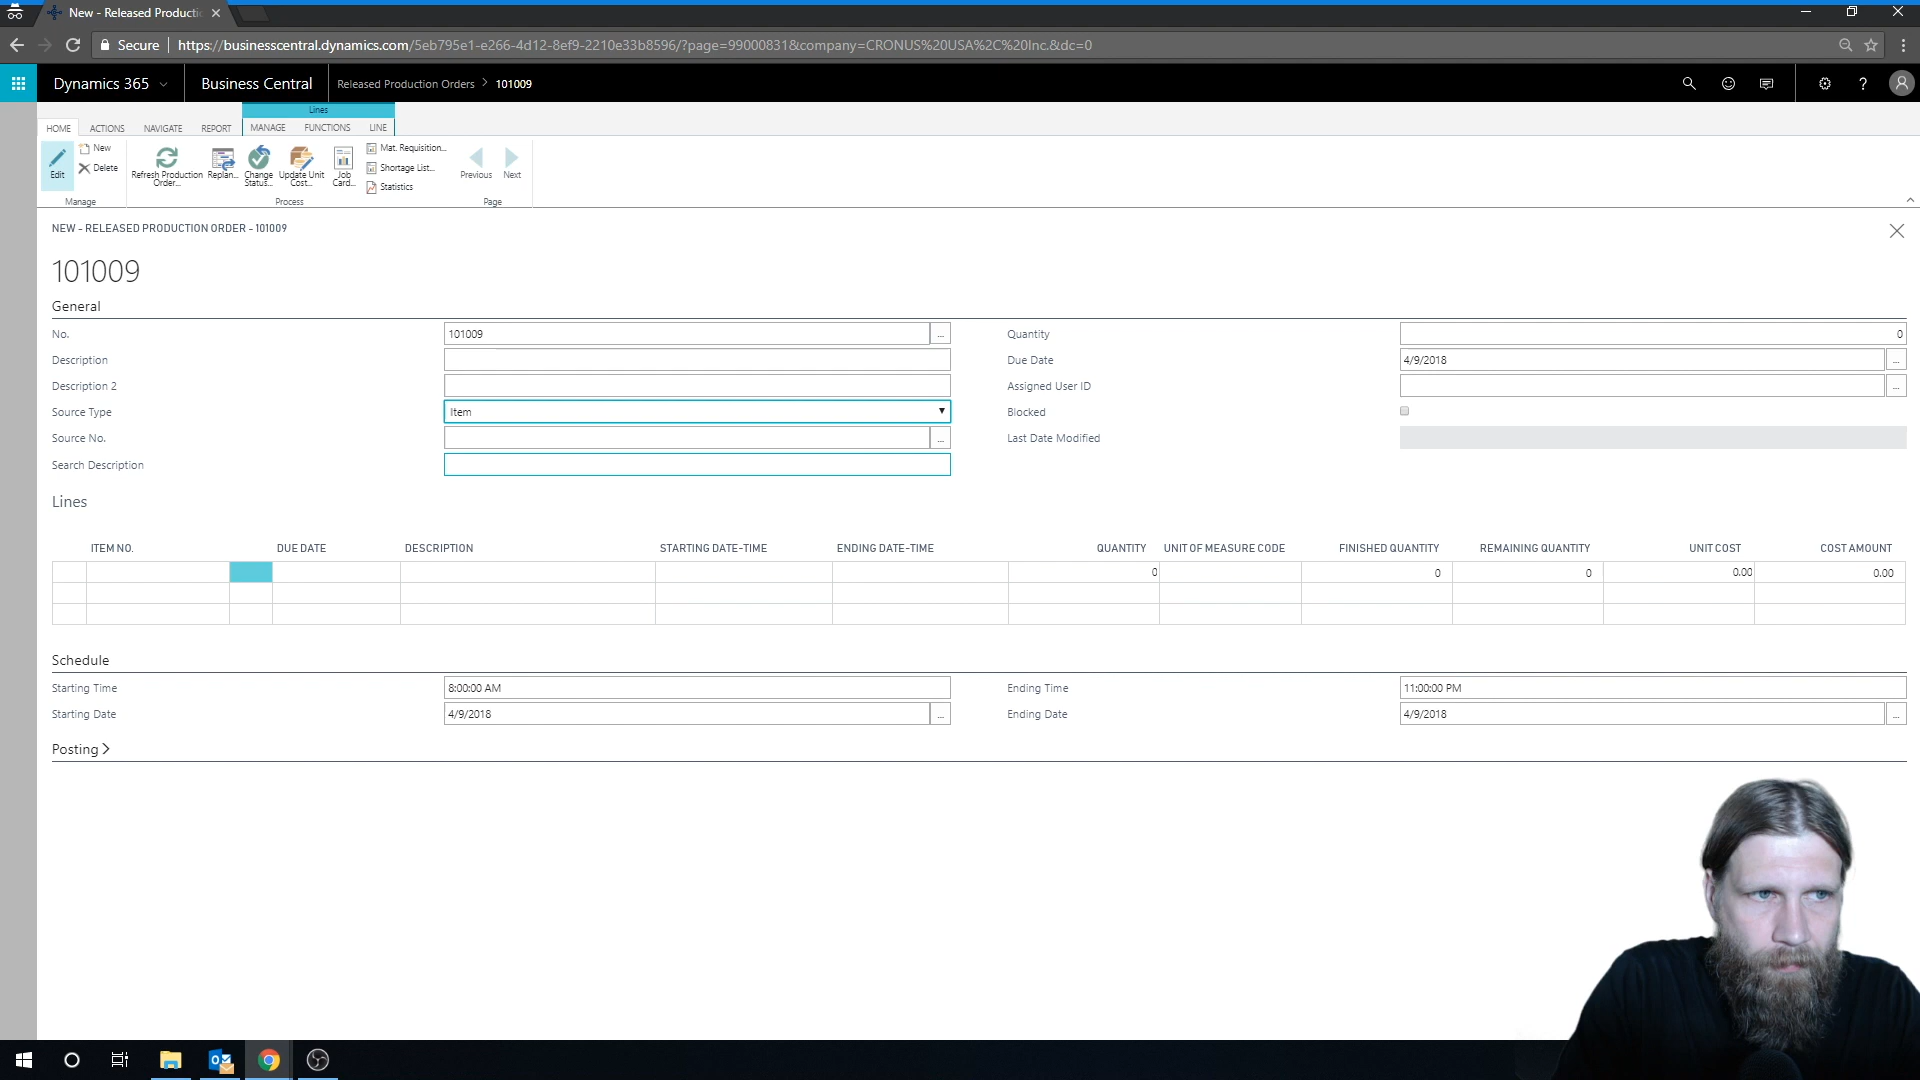 New - Released Producti
Secure https://businesscentral.dynamics.com/5eb795e1-e266-4d12-8ef9-2210e33b8596/?page=99000831&company=CRONUS%20USA%2C%20Inc.&dc=0
Dynamics 365 Business Central Released Production Orders > 101009
Lines
HOME ACTIONS NAVIGATE REPORT MANAGE FUNCTIONS LINE
Edit
New
Delete
Refresh Production Order...
Replan...
Change Status...
Update Unit Cost...
Job Card...
Mat. Requisition...
Shortage List...
Statistics
Previous
Next
Manage Process Page
NEW - RELEASED PRODUCTION ORDER - 101009
101009
General
No. 101009 ...
Description
Description 2
Source Type Item
Source No. ...
Search Description
Quantity 0
Due Date 4/9/2018 ...
Assigned User ID ...
Blocked
Last Date Modified
Lines
ITEM NO. DUE DATE DESCRIPTION STARTING DATE-TIME ENDING DATE-TIME QUANTITY UNIT OF MEASURE CODE FINISHED QUANTITY REMAINING QUANTITY UNIT COST COST AMOUNT
0 0 0 0.00 0.00
Schedule
Starting Time 8:00:00 AM
Starting Date 4/9/2018 ...
Ending Time 11:00:00 PM
Ending Date 4/9/2018 ...
Posting >